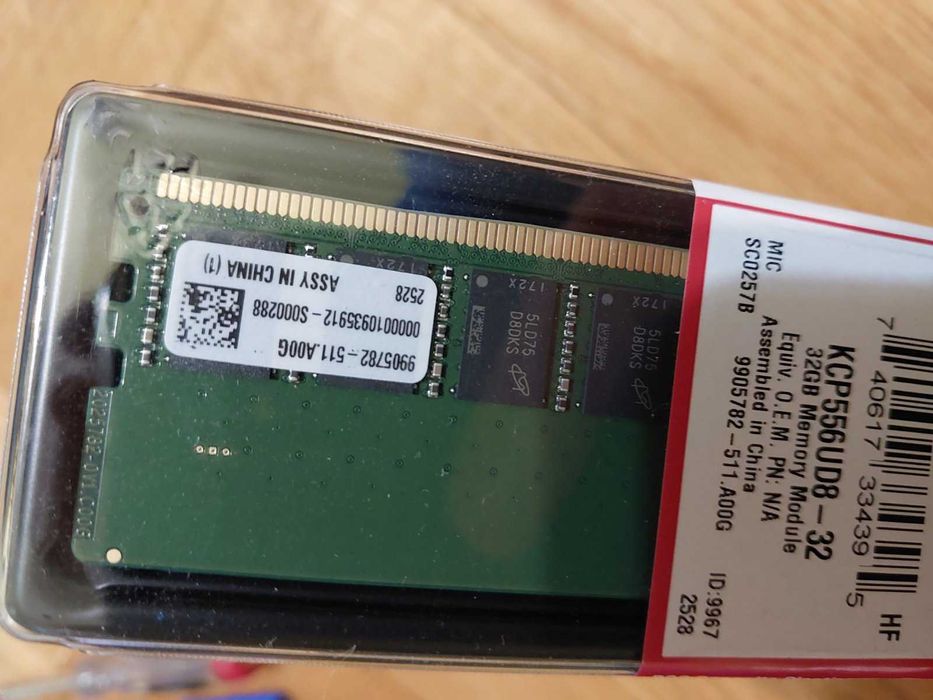 MIC
SC0257B
KCP556UD8-32
32GB Memory Module
Equiv. O.E.M. PN: N/A
Assembled in China
9905782-511.A00G
ID:9967
2528
7 40617 33439 5
HF
9905782-511.A00G
0000010935912-S000288
2528
ASSY IN CHINA (1)
172X
172X
5LD75
D8DKS
172X
5LD75
D8DKS